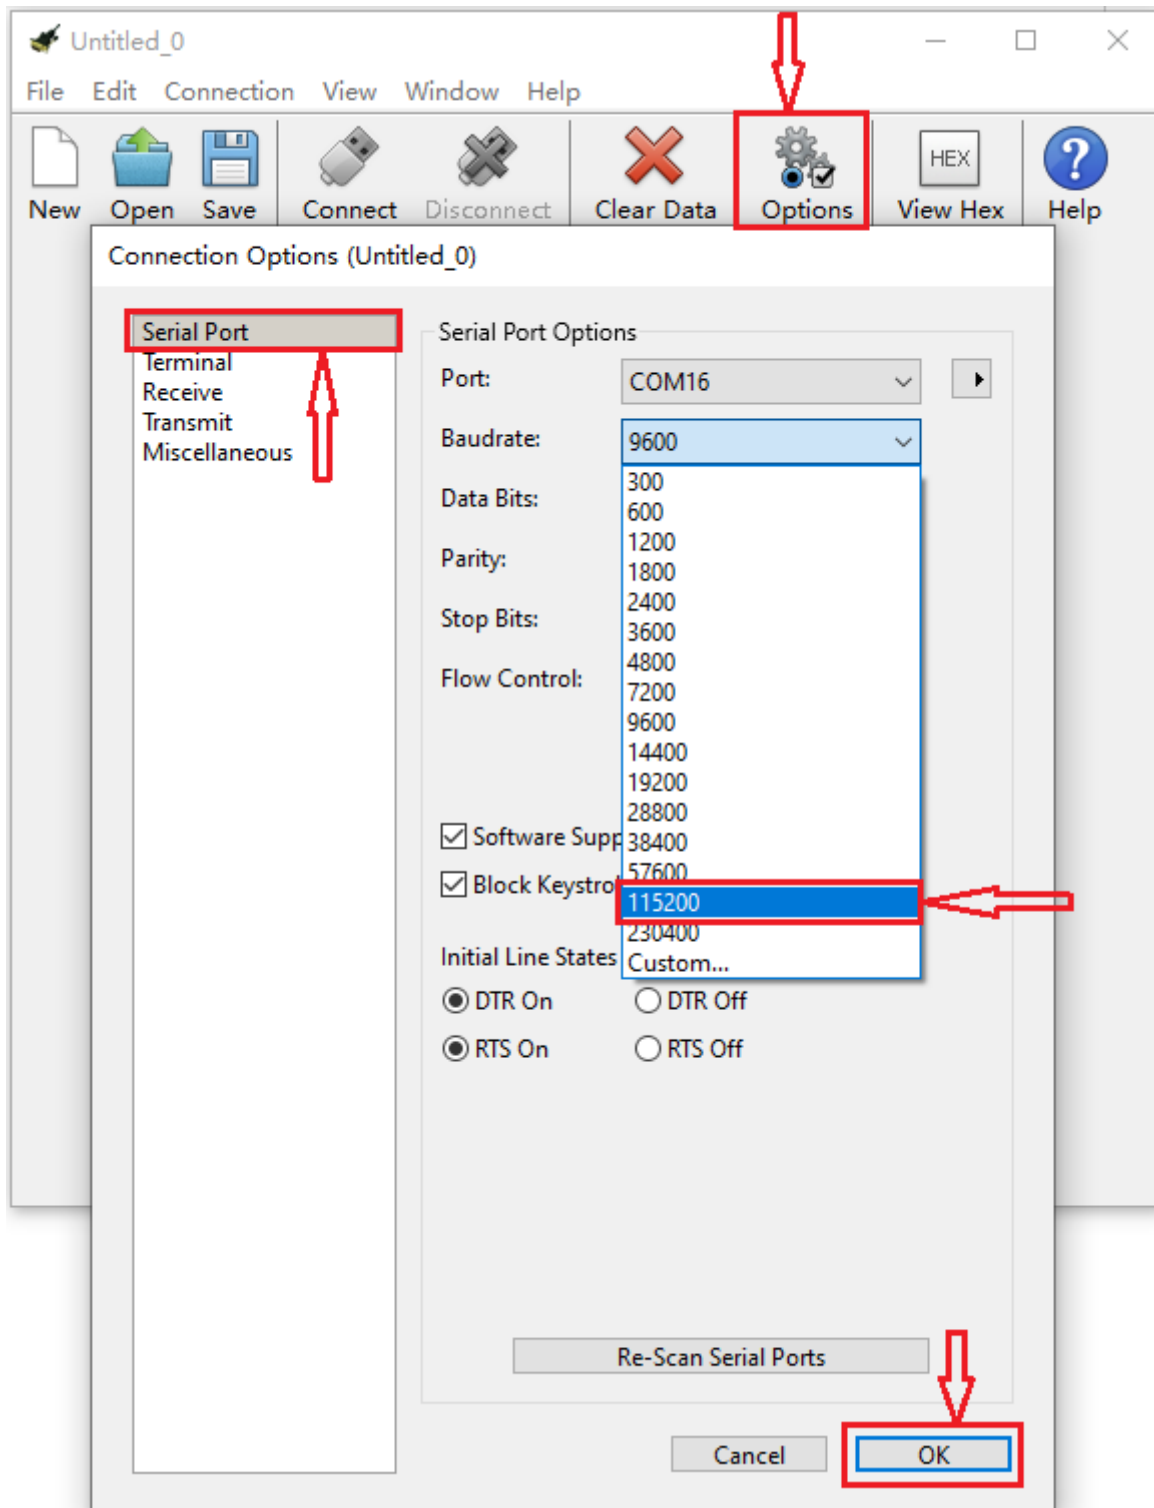 Untitled_0
File Edit Connection View Window Help
HEX
New Open Save Connect Disconnect Clear Data Options View Hex Help
Connection Options (Untitled_0)
Serial Port
Terminal
Receive
Transmit
Miscellaneous
Serial Port Options
Port: COM16
Baudrate: 9600
300
600
1200
1800
2400
3600
4800
7200
9600
14400
19200
28800
38400
57600
115200
230400
Custom...
Data Bits:
Parity:
Stop Bits:
Flow Control:
Software Supp
Block Keystro
Initial Line States
DTR On DTR Off
RTS On RTS Off
Re-Scan Serial Ports
Cancel OK